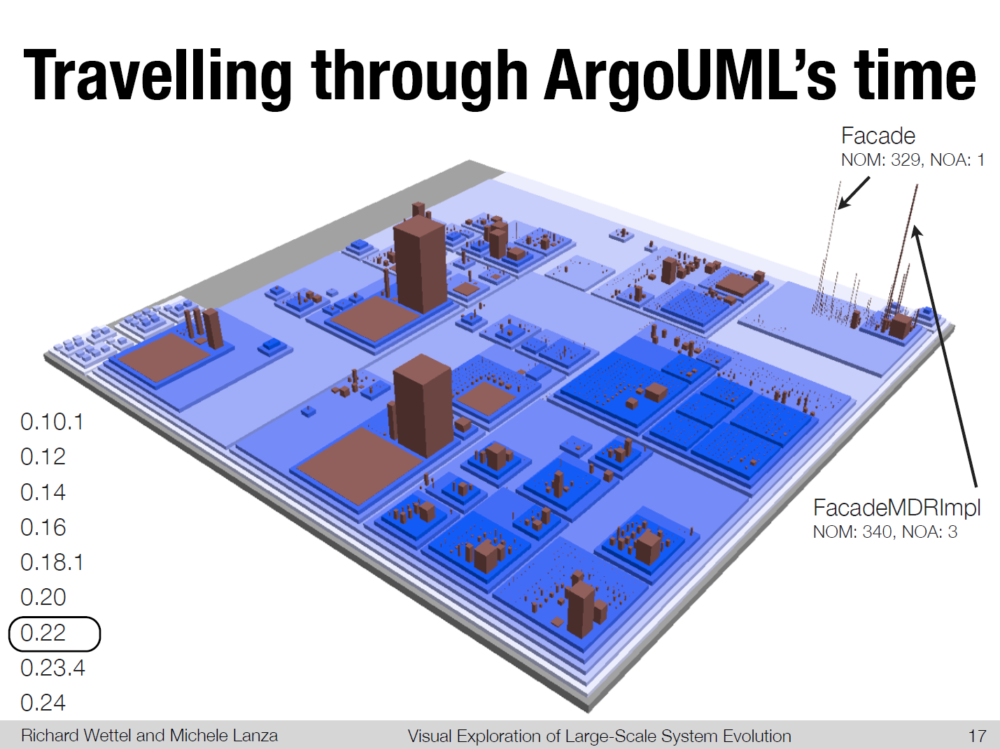 Travelling through ArgoUML’s time
Facade
NOM: 329, NOA: 1
FacadeMDRImpl
NOM: 340, NOA: 3
0.10.1
0.12
0.14
0.16
0.18.1
0.20
0.22
0.23.4
0.24
Richard Wettel and Michele Lanza
Visual Exploration of Large-Scale System Evolution
17